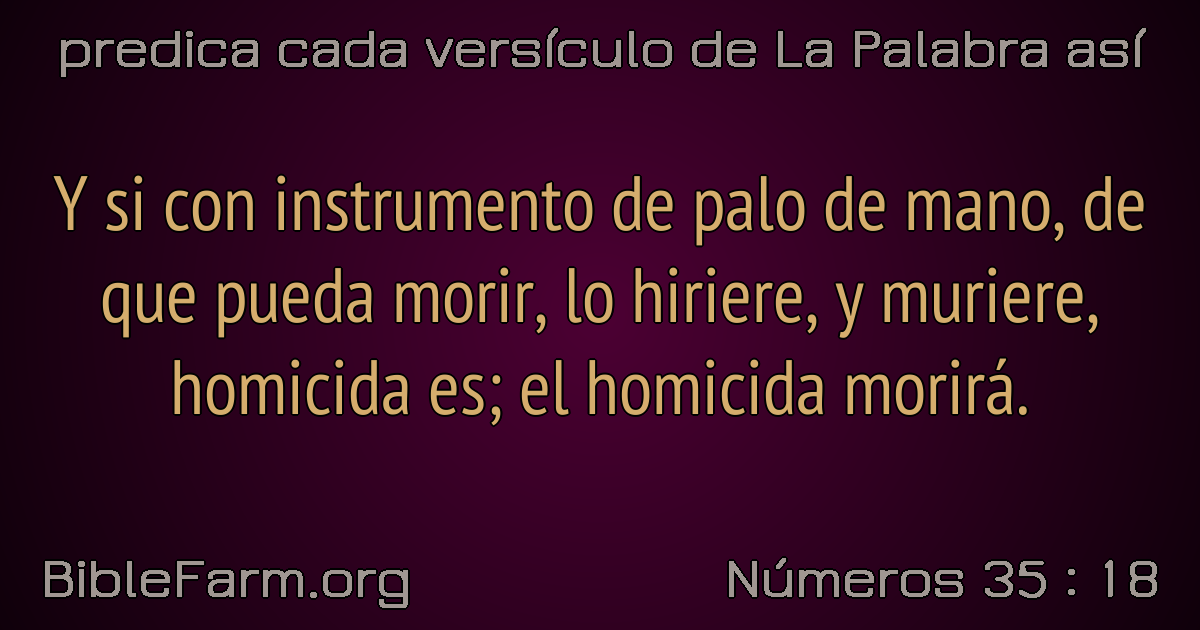 predica cada versículo de La Palabra así
Y si con instrumento de palo de mano, de
que pueda morir, lo hiriere, y muriere,
homicida es; el homicida morirá.
BibleFarm.org
Números 35 : 18